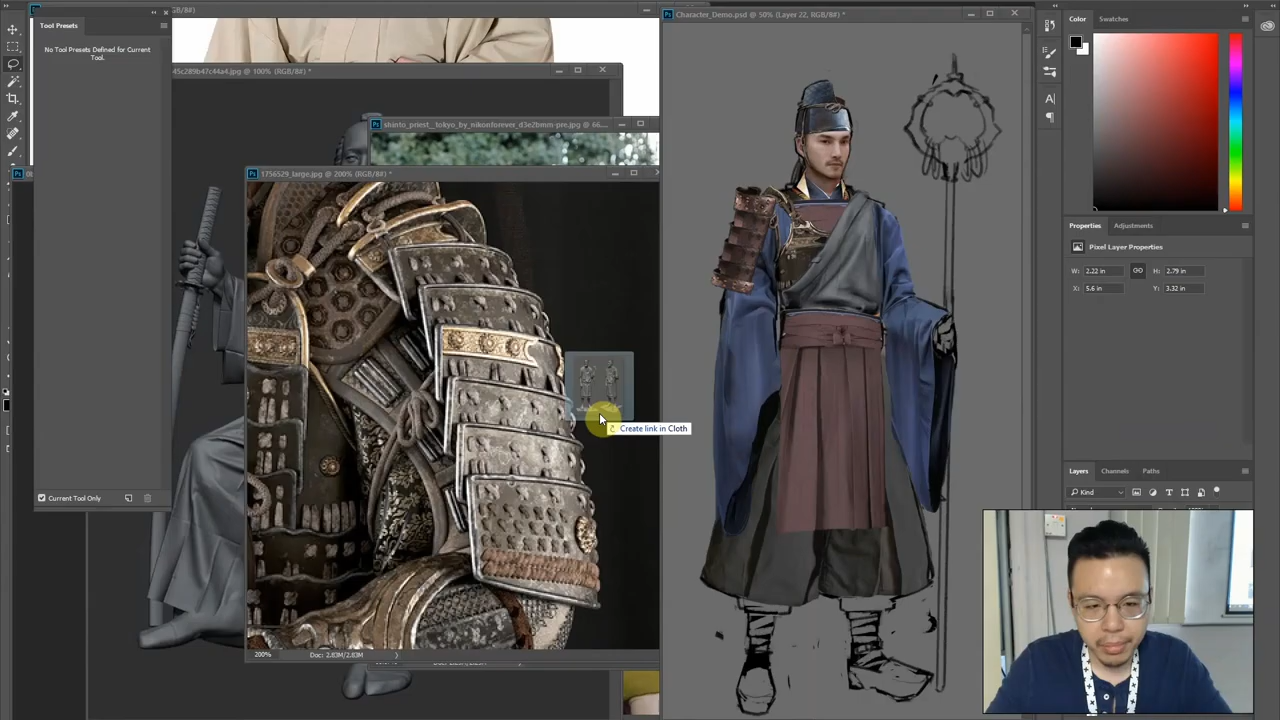 /RGB/8#)
Tool Presets
No Tool Presets Defined for Current
Tool.
Current Tool Only
45c289b47c44a4.jpg @ 100% (RGB/8#) *
shinto_priest__tokyo_by_nikonforever_d3e2bmm-pre.jpg @ 66....
1756529_large.jpg @ 200% (RGB/8#) *
Create link in Cloth
200%
Doc: 2.83M/2.83M
Character_Demo.psd @ 50% (Layer 22, RGB/8#) *
Color
Swatches
Properties
Adjustments
Pixel Layer Properties
W: 2.22 in
H: 2.79 in
X: 5.6 in
Y: 3.32 in
Layers
Channels
Paths
Kind